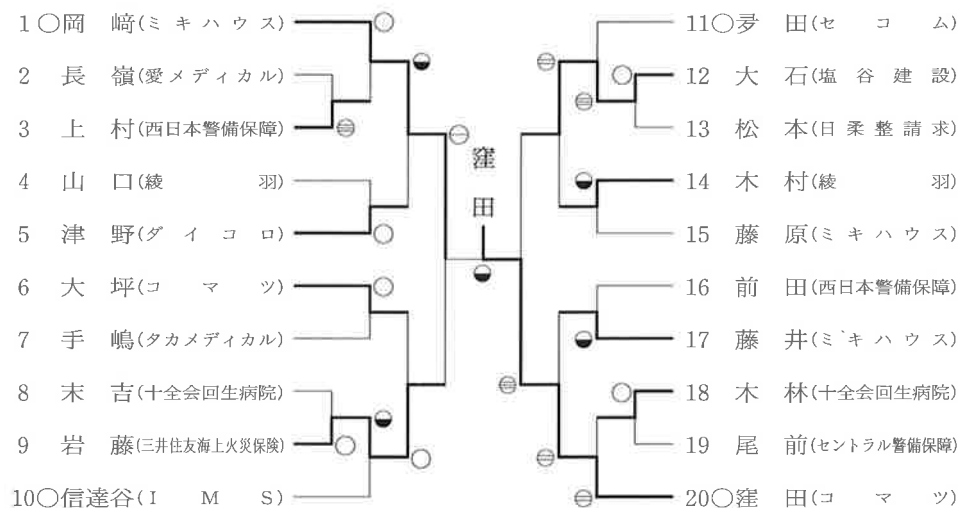 1○岡﨑(ミキハウス)
2 長嶺(愛メディカル)
3 上村(西日本警備保障)
4 山口(綾羽)
5 津野(ダイコロ)
6 大坪(コマツ)
7 手嶋(タカメディカル)
8 末吉(十全会回生病院)
9 岩藤(三井住友海上火災保険)
10○信達谷(IMS)
窪田
11○㝳田(セコム)
12 大石(塩谷建設)
13 松本(日柔整請求)
14 木村(綾羽)
15 藤原(ミキハウス)
16 前田(西日本警備保障)
17 藤井(ミキハウス)
18 木林(十全会回生病院)
19 尾前(セントラル警備保障)
20○窪田(コマツ)